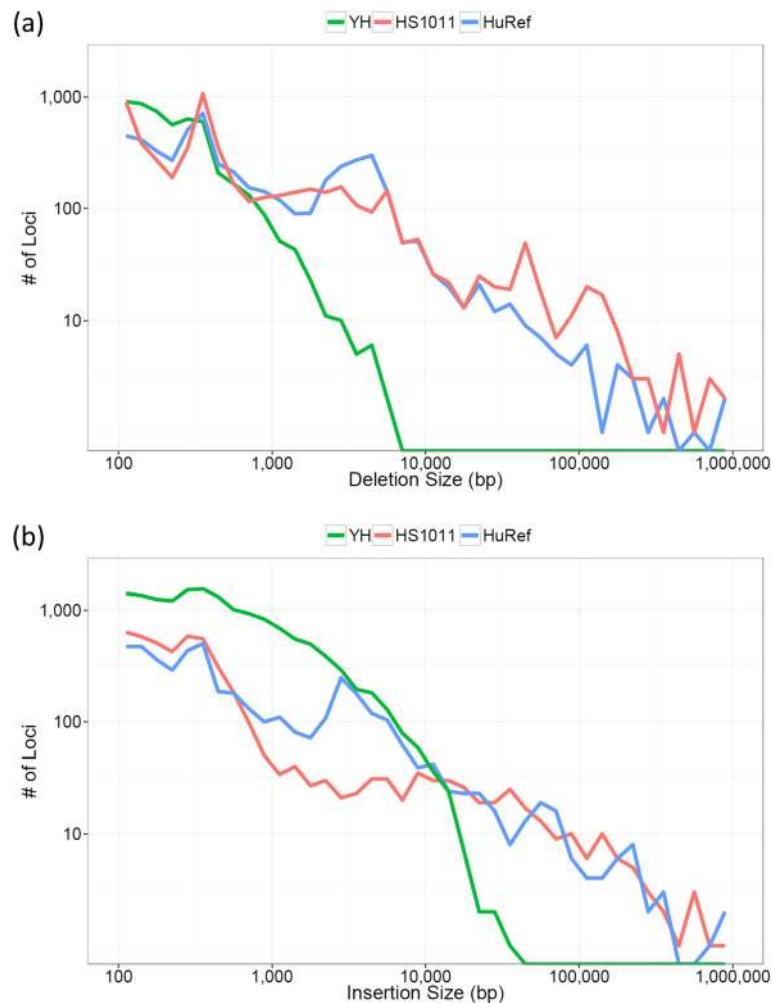 (a)
YH HS1011 HuRef
1,000
100
10
# of Loci
100 1,000 10,000 100,000 1,000,000
Deletion Size (bp)
(b)
YH HS1011 HuRef
1,000
100
10
# of Loci
100 1,000 10,000 100,000 1,000,000
Insertion Size (bp)